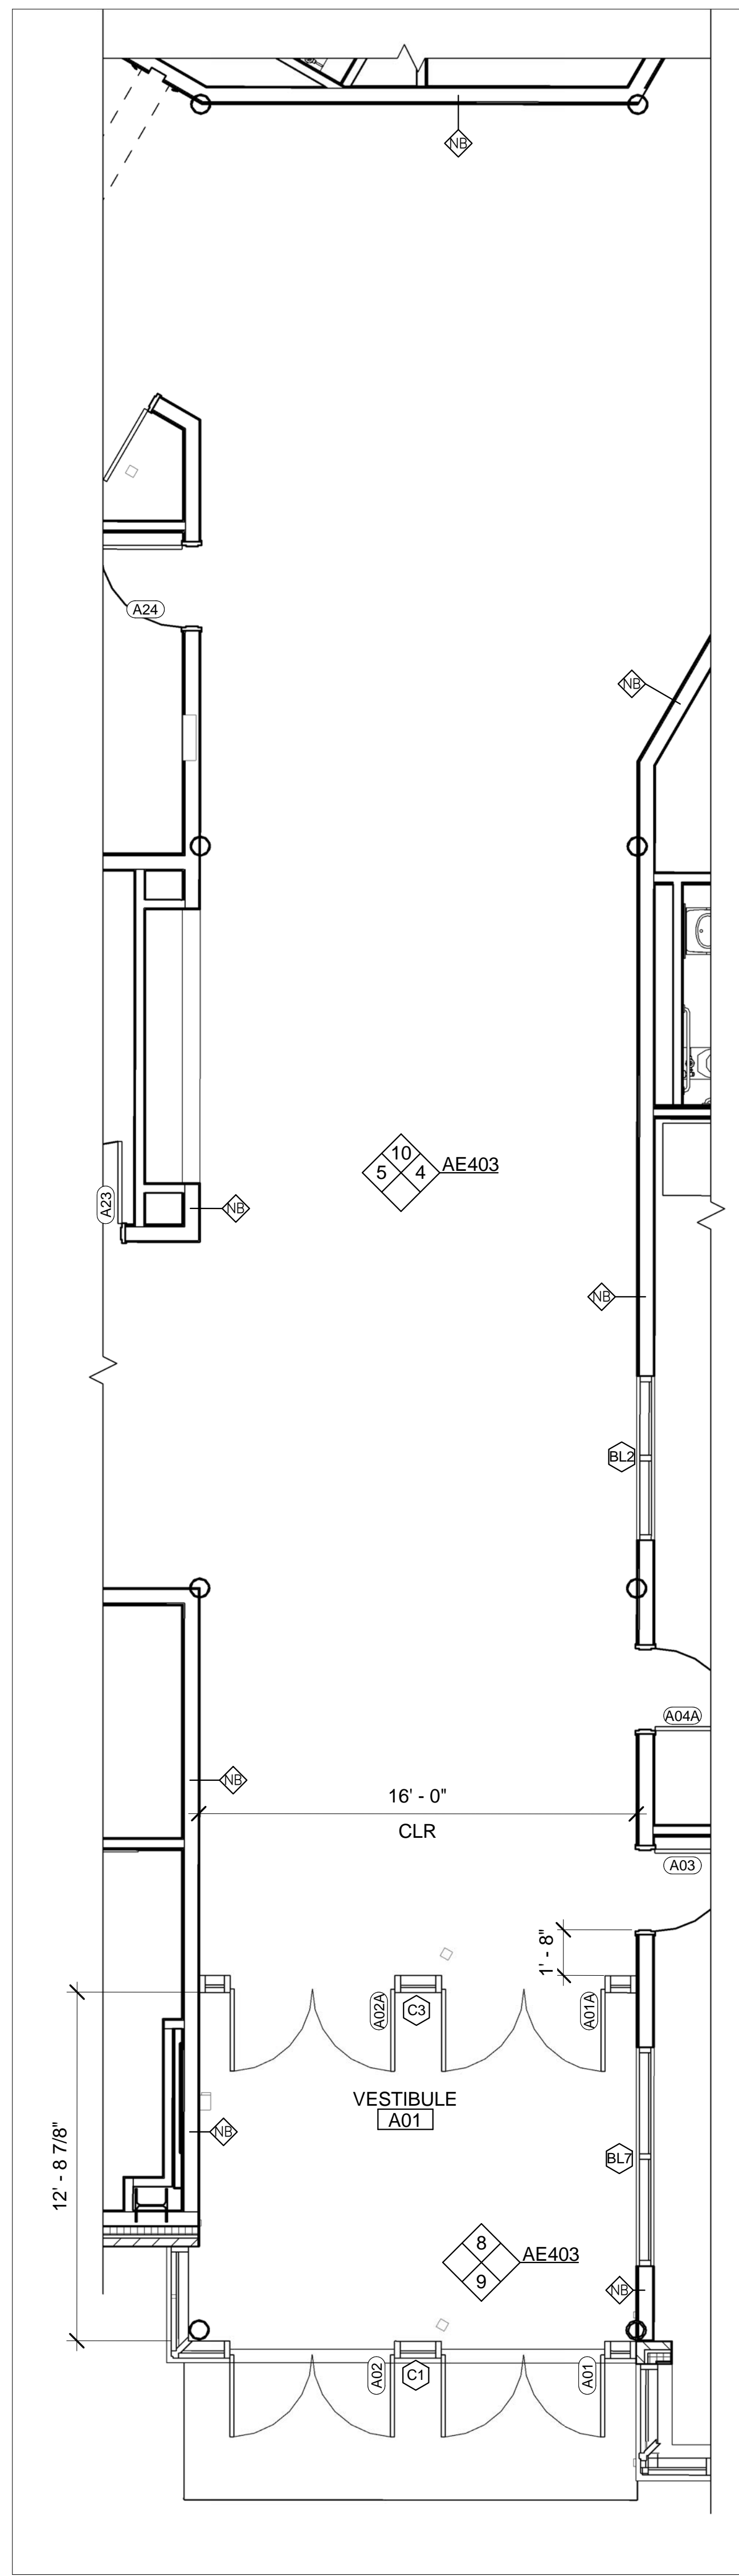 NB
A24
NB
10
5 4 AE403
A23
NB
NB
BL2
A04A
NB
16' - 0"
CLR
A03
1' - 8"
A02A
C3
A01A
VESTIBULE
A01
12' - 8 7/8"
NB
BL7
8
AE403
9
NB
A02
C1
A01